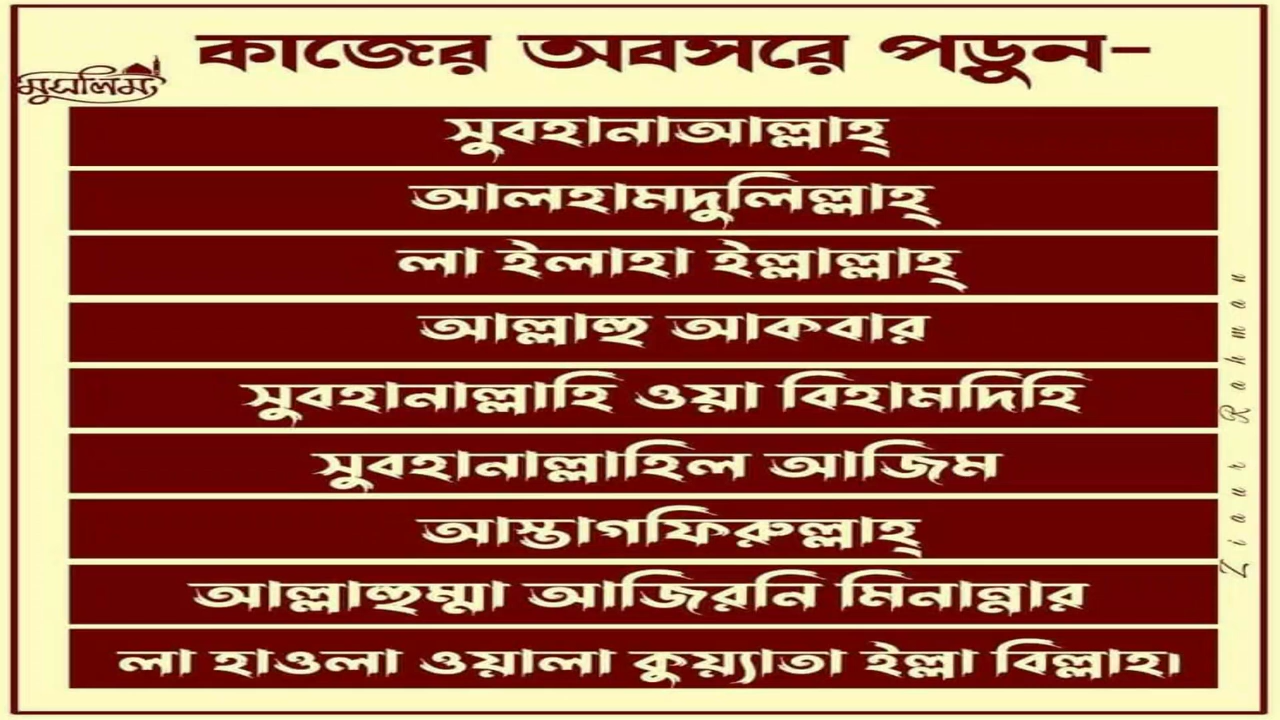 কাজের অবসরে পড়ুন-
মুসলিম
সুবহানাআল্লাহ্
আলহামদুলিল্লাহ্
লা ইলাহা ইল্লাল্লাহ্
আল্লাহু আকবার
সুবহানাল্লাহি ওয়া বিহামদিহি
সুবহানাল্লাহিল আজিম
আস্তাগফিরুল্লাহ্
আল্লাহুম্মা আজিরনি মিনান্নার
লা হাওলা ওয়ালা কুয়্যাতা ইল্লা বিল্লাহ।
Ziaur Rahman